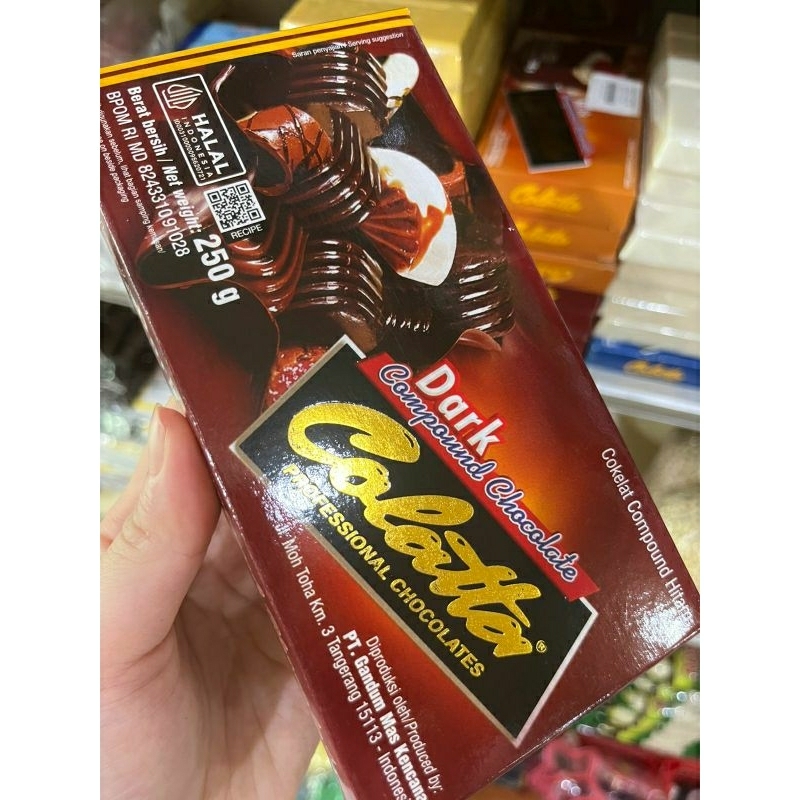 Saran penyajian / Serving suggestion
HALAL
INDONESIA
Berat bersih / Net weight: 250 g
BPOM RI MD 824331091028
RECIPE
Dark
Compound Chocolate
Colatta®
PROFESSIONAL CHOCOLATES
Cokelat Compound Hitam
Diproduksi oleh/Produced by:
PT. Gandum Mas Kencana
Jl. Moh Toha Km. 3 Tangerang 15113 - Indonesia
Colatta